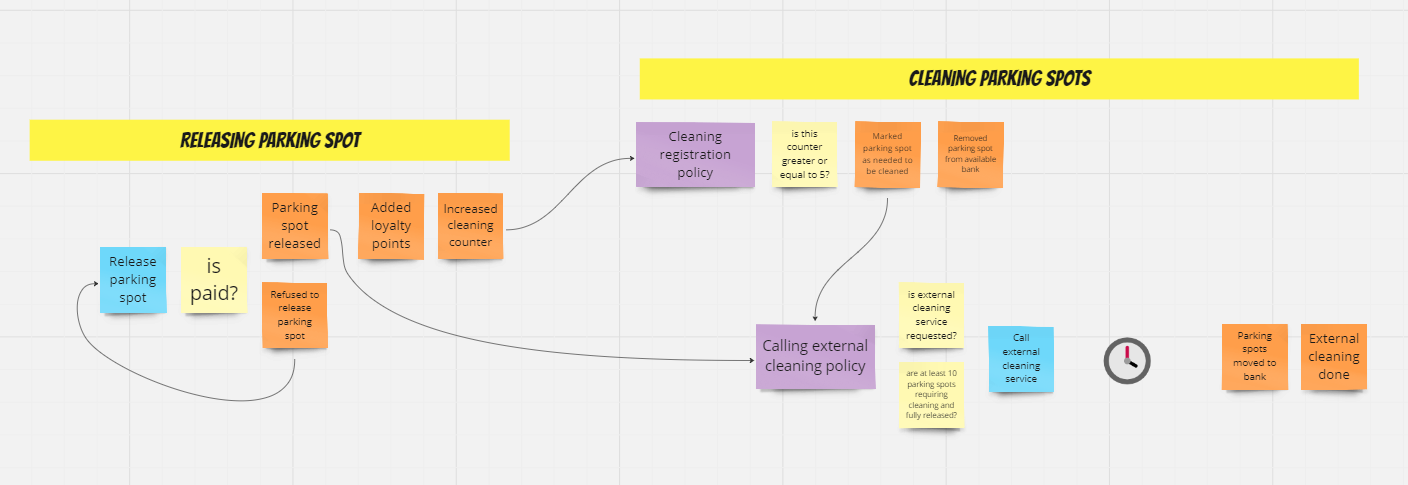 CLEANING PARKING SPOTS
RELEASING PARKING SPOT
Cleaning
registration
policy
is this
counter
greater or
equal to 5?
Marked
parking spot
as needed to
be cleaned
Removed
parking spot
from available
bank
Parking
spot
released
Added
loyalty
points
Increased
cleaning
counter
Release
parking
spot
is
paid?
Refused to
release
parking
spot
Calling external
cleaning policy
is external
cleaning
service
requested?
are at least 10
parking spots
requiring
cleaning and
fully released?
Call
external
cleaning
service
Parking
spots
moved to
bank
External
cleaning
done